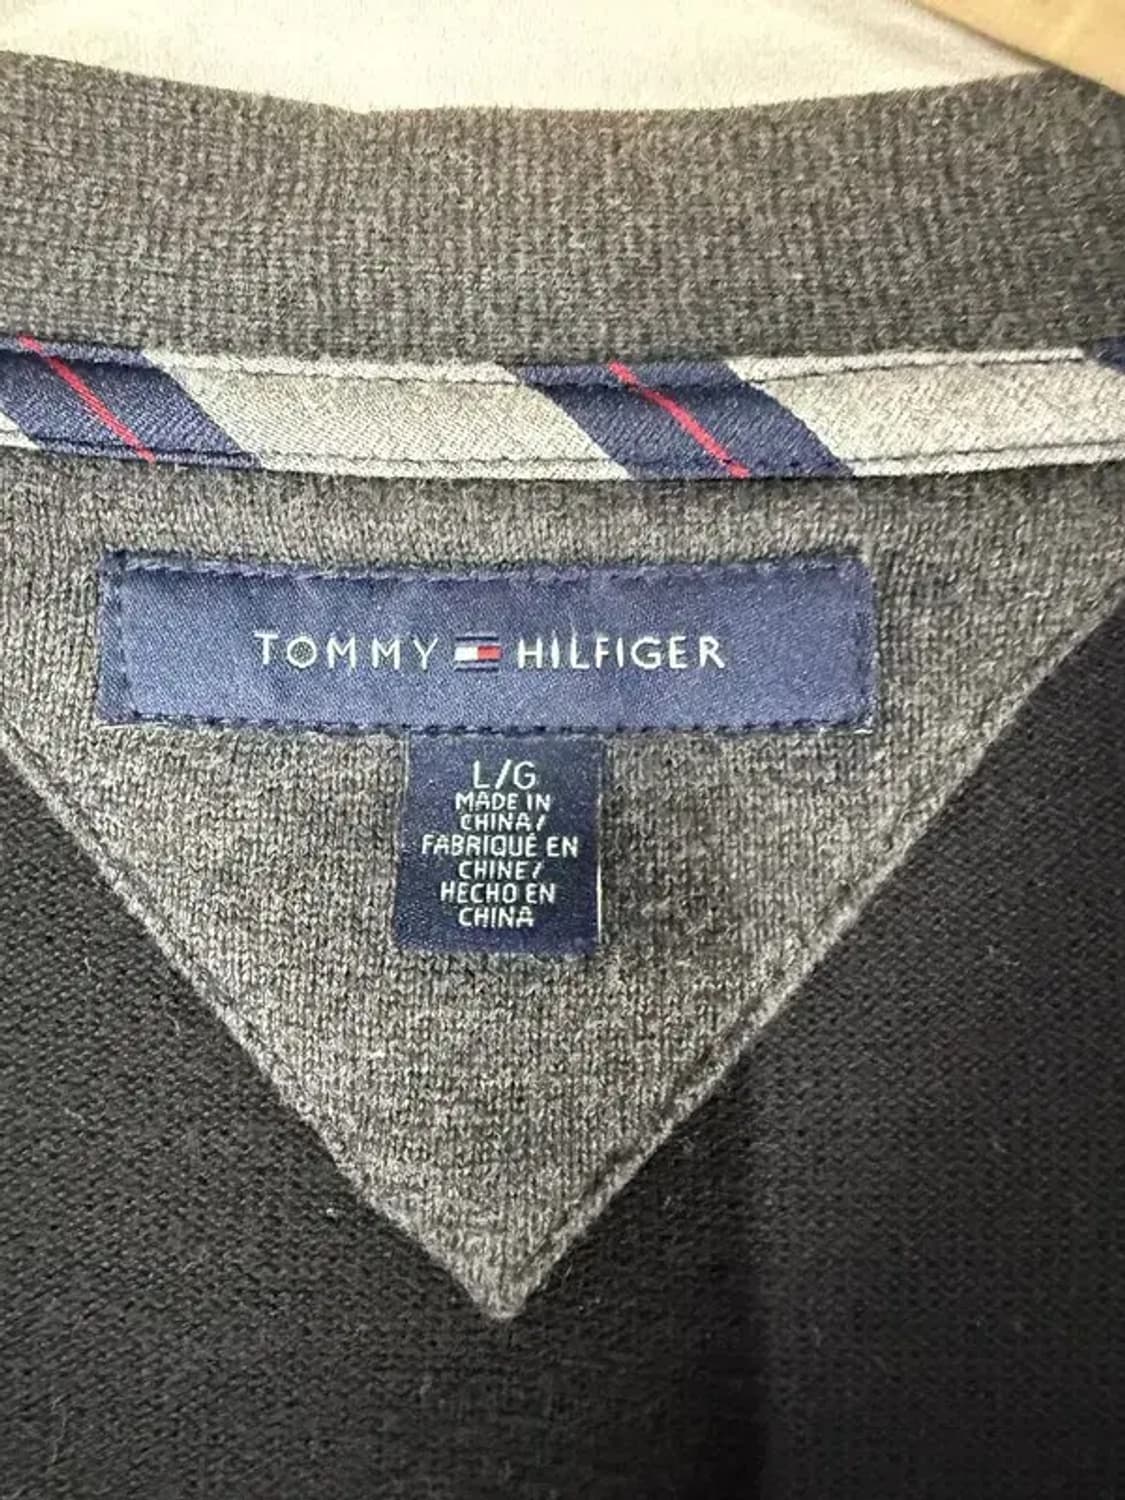 TOMMY HILFIGER
L/G
MADE IN
CHINA/
FABRIQUÉ EN
CHINE/
HECHO EN
CHINA